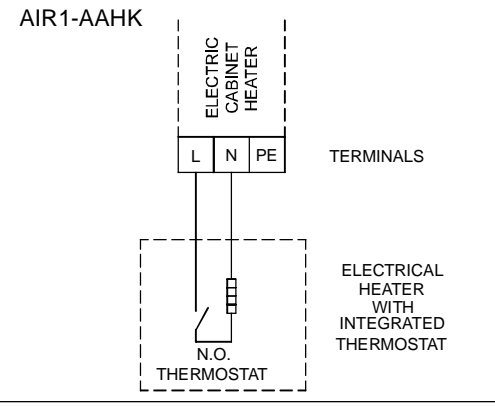 AIR1-AAHK
ELECTRIC
CABINET
HEATER
L N PE
TERMINALS
ELECTRICAL
HEATER
WITH
INTEGRATED
THERMOSTAT
N.O.
THERMOSTAT